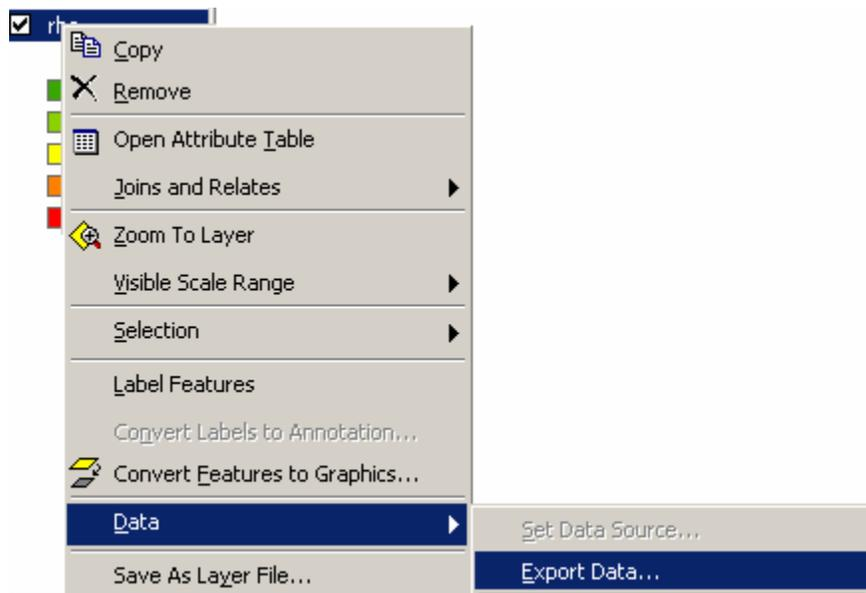 Copy
Remove
Open Attribute Table
Joins and Relates
Zoom To Layer
Visible Scale Range
Selection
Label Features
Convert Labels to Annotation...
Convert Features to Graphics...
Data
Set Data Source...
Save As Layer File...
Export Data...